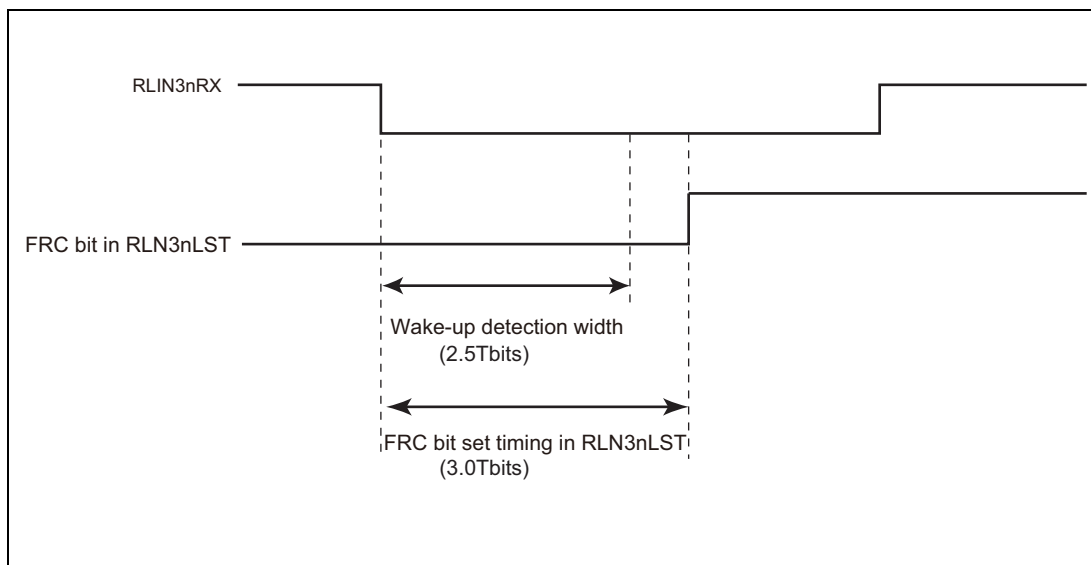 RLIN3nRX
FRC bit in RLN3nLST
Wake-up detection width
(2.5Tbits)
FRC bit set timing in RLN3nLST
(3.0Tbits)